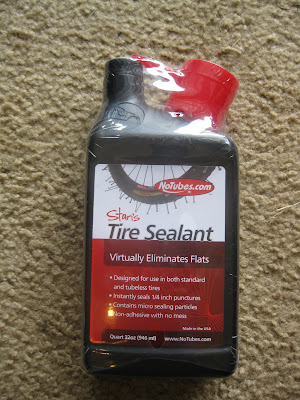 NoTubes.com
Stan's
Tire Sealant
Virtually Eliminates Flats
• Designed for use in both standard
and tubeless tires
• Instantly seals 1/4 inch punctures
• Contains micro sealing particles
• Non-adhesive with no mess
Made in the USA
Quart 32oz (946 ml) www.NoTubes.com